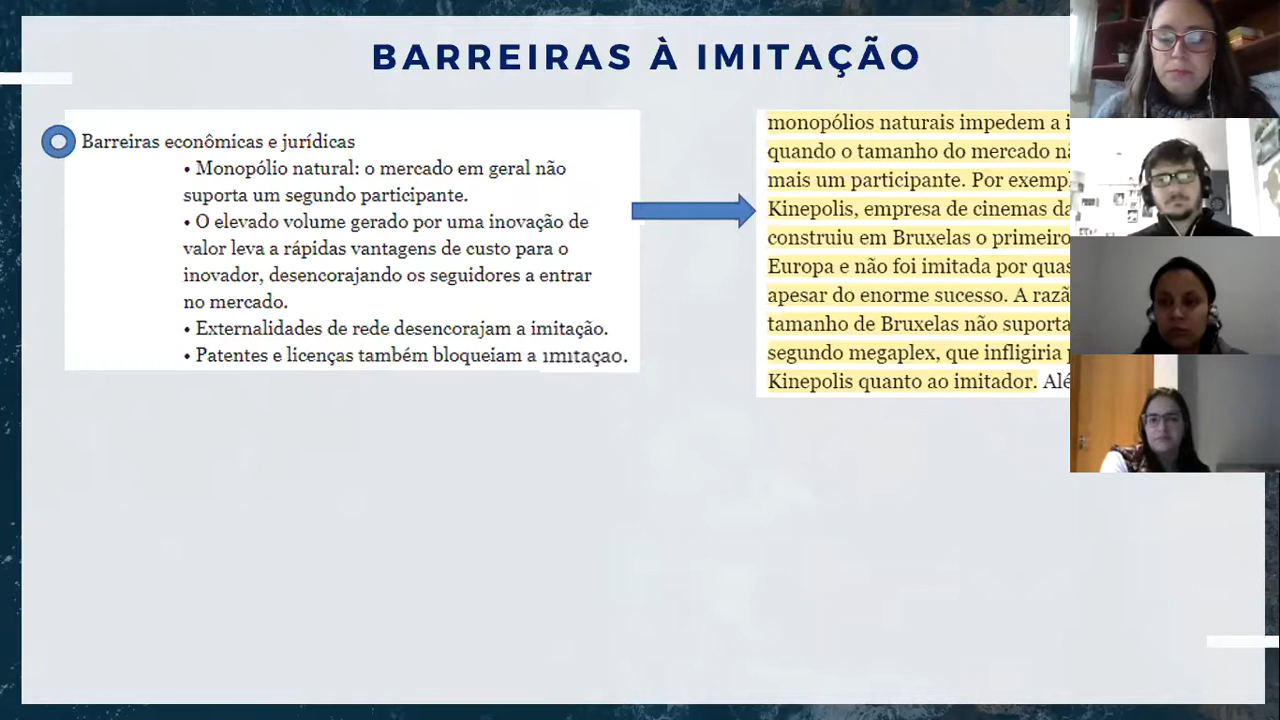 BARREIRAS À IMITAÇÃO
Barreiras econômicas e jurídicas
• Monopólio natural: o mercado em geral não
suporta um segundo participante.
• O elevado volume gerado por uma inovação de
valor leva a rápidas vantagens de custo para o
inovador, desencorajando os seguidores a entrar
no mercado.
• Externalidades de rede desencorajam a imitação.
• Patentes e licenças também bloqueiam a imitação.
monopólios naturais impedem a
quando o tamanho do mercado
mais um participante. Por
Kinepolis, empresa de cinemas
construiu em Bruxelas o primeiro
Europa e não foi imitada por
apesar do enorme sucesso. A
tamanho de Bruxelas não
segundo megaplex, que infligiria
Kinepolis quanto ao imitador.